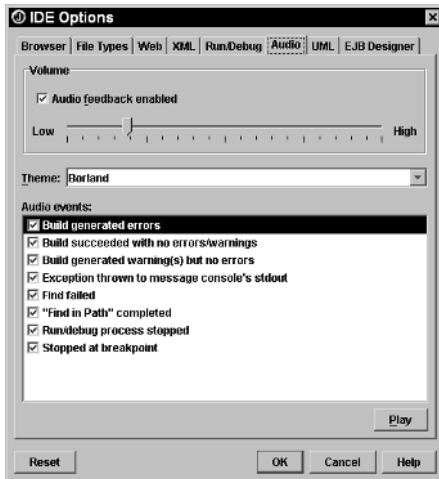 IDE Options
Browser File Types Web XML Run/Debug Audio UML EJB Designer
Volume
Audio feedback enabled
Low High
Theme: Borland
Audio events:
Build generated errors
Build succeeded with no errors/warnings
Build generated warning(s) but no errors
Exception thrown to message console's stdout
Find failed
"Find in Path" completed
Run/debug process stopped
Stopped at breakpoint
Play
Reset OK Cancel Help